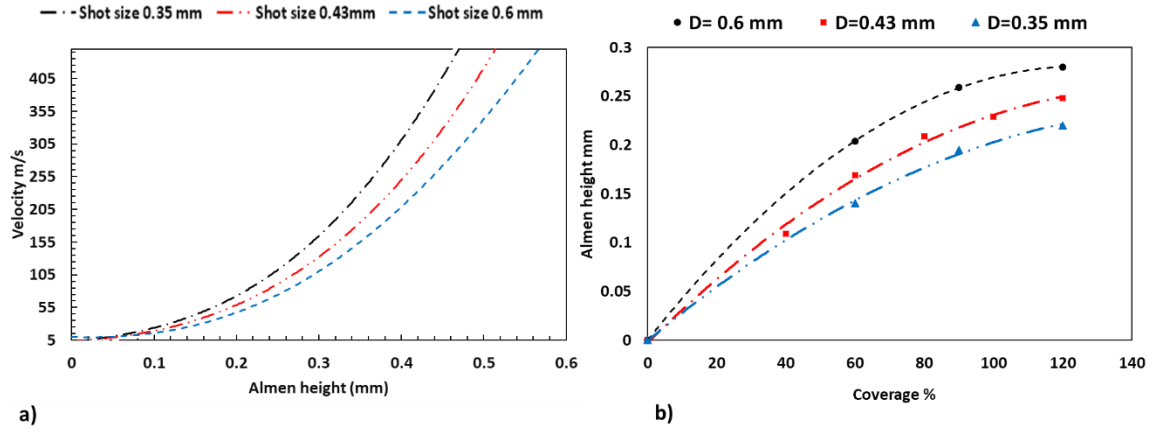 Shot size 0.35 mm Shot size 0.43mm Shot size 0.6 mm
Velocity m/s
405
355
305
255
205
155
105
55
5
0 0.1 0.2 0.3 0.4 0.5 0.6
Almen height (mm)
a)
D= 0.6 mm D=0.43 mm D=0.35 mm
Almen height mm
0.3
0.25
0.2
0.15
0.1
0.05
0
0 20 40 60 80 100 120 140
Coverage %
b)